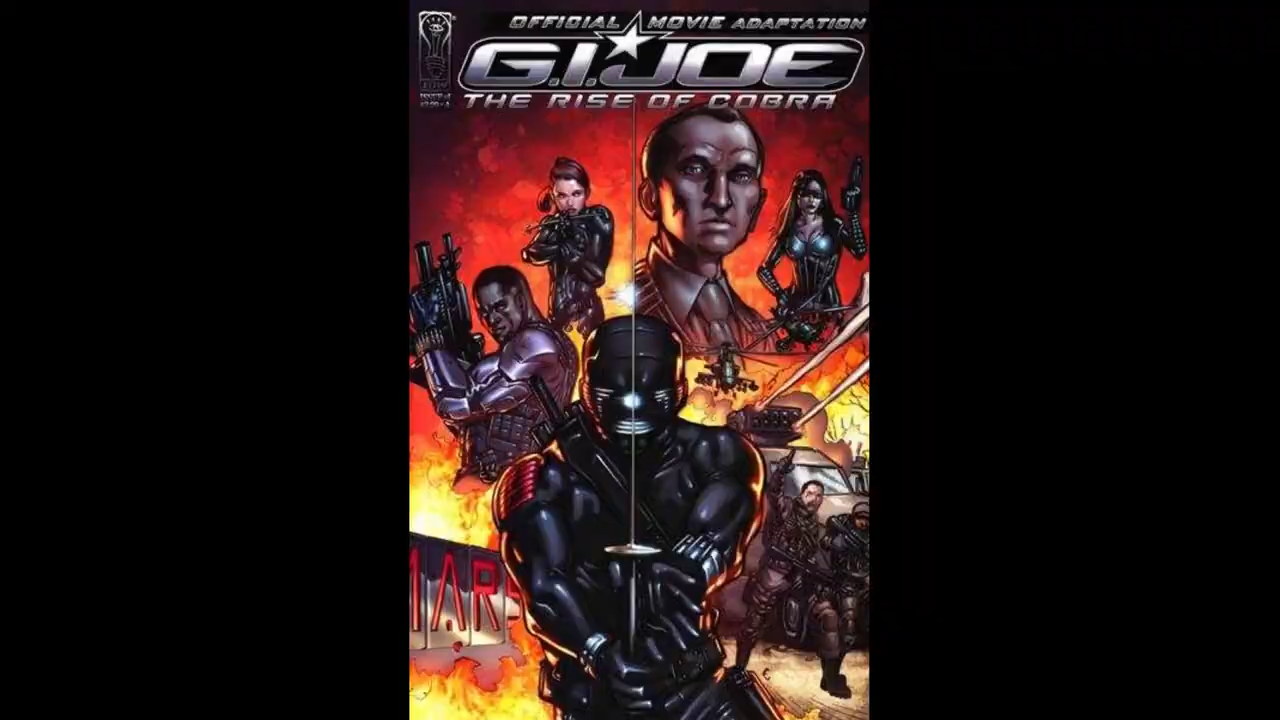 OFFICIAL MOVIE ADAPTATION
G.I. JOE
THE RISE OF COBRA
MARS